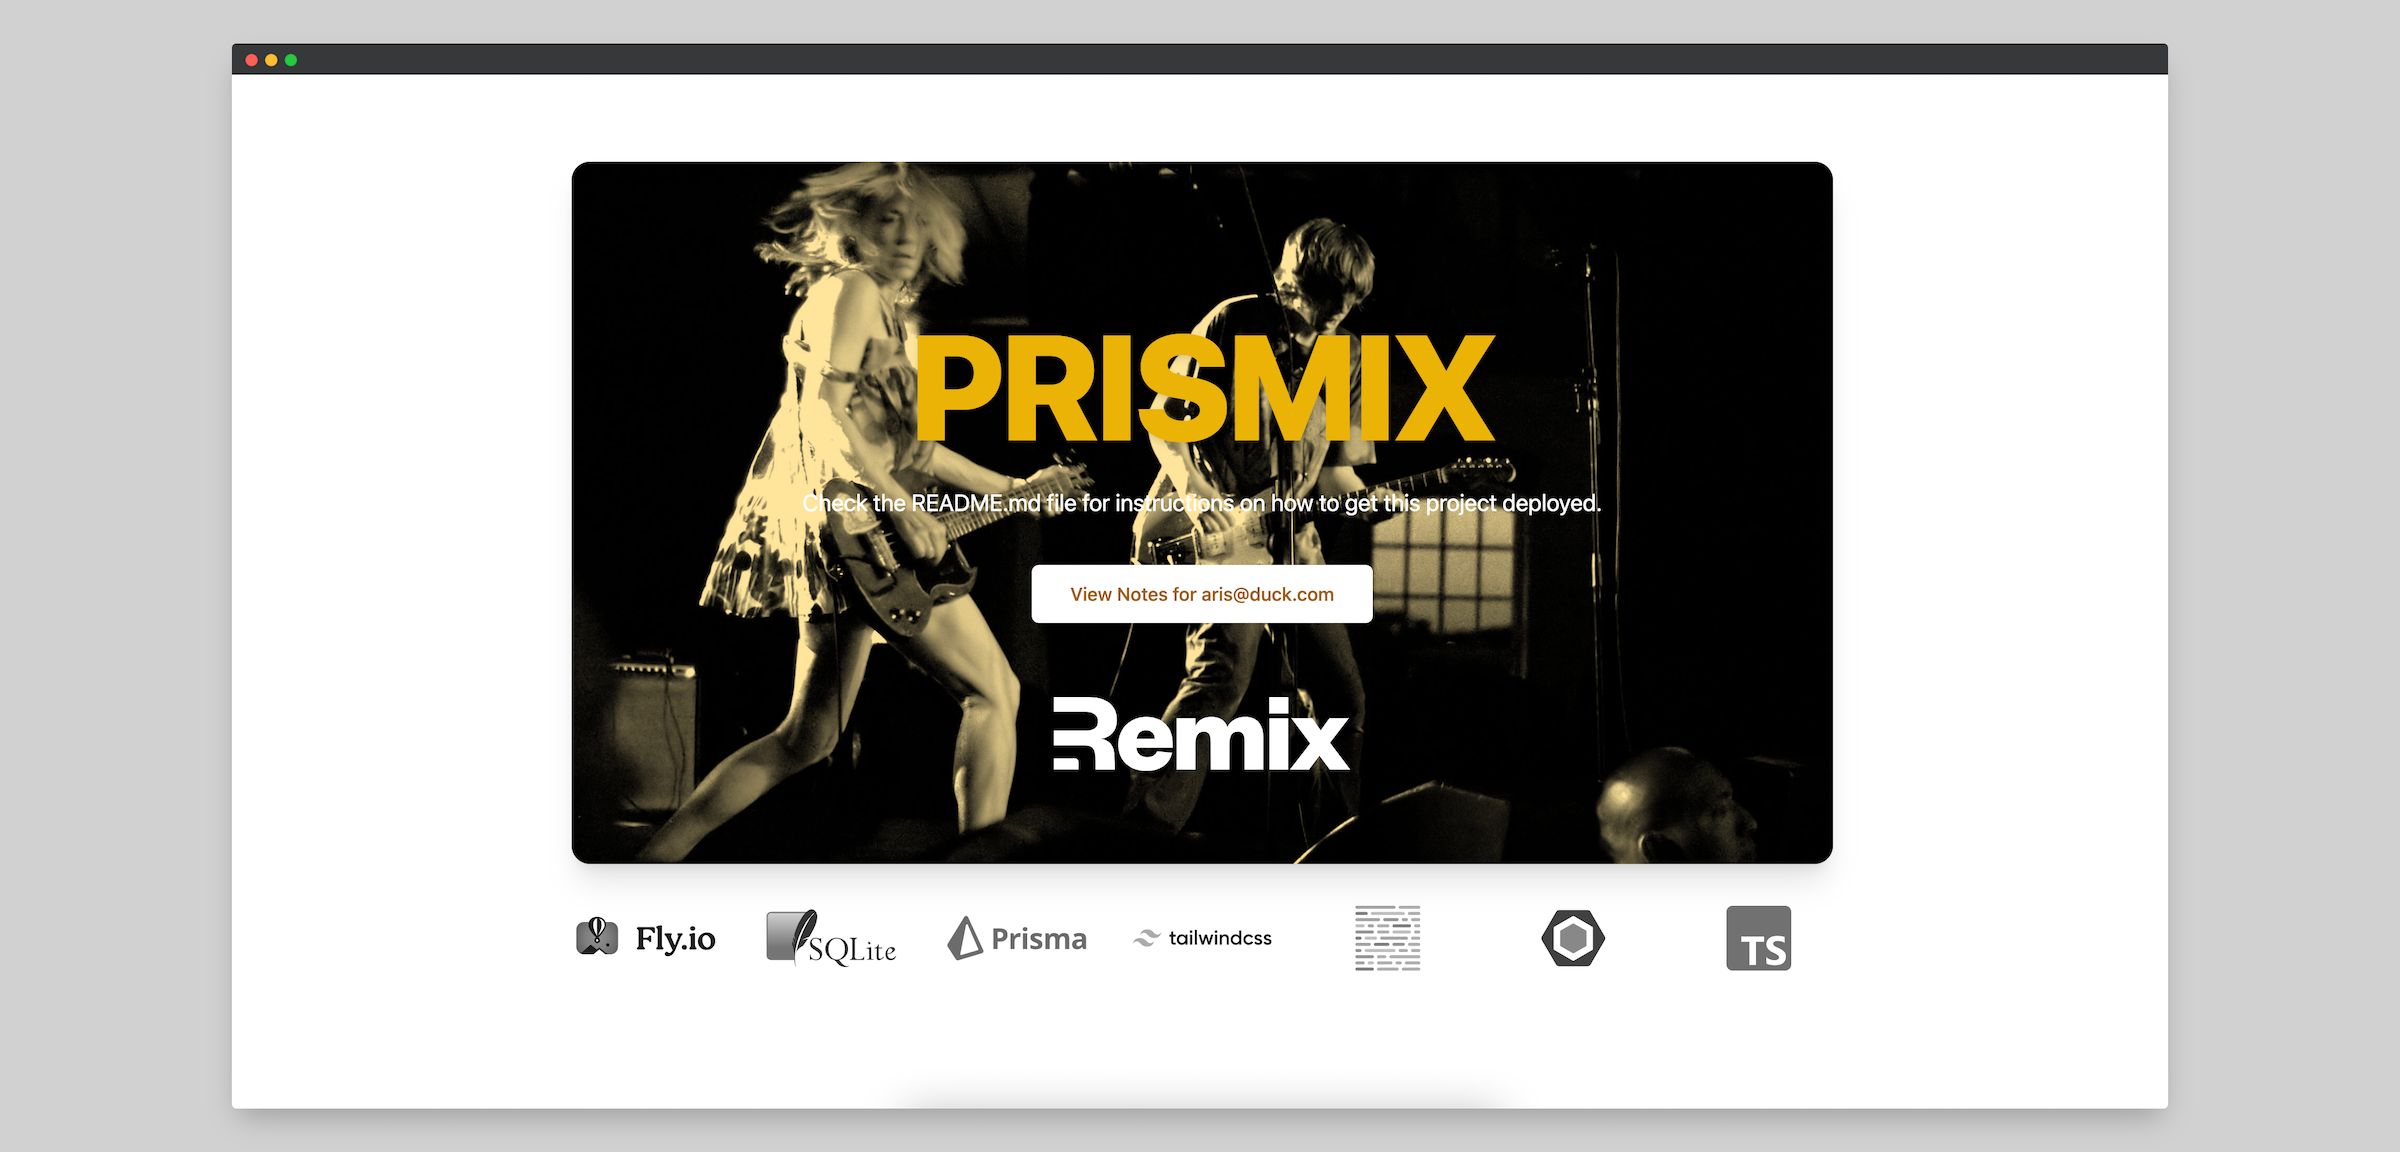 PRISMIX
Check the README.md file for instructions on how to get this project deployed.
View Notes for aris@duck.com
Remix
Fly.io
SQLite
Prisma
tailwindcss
TS